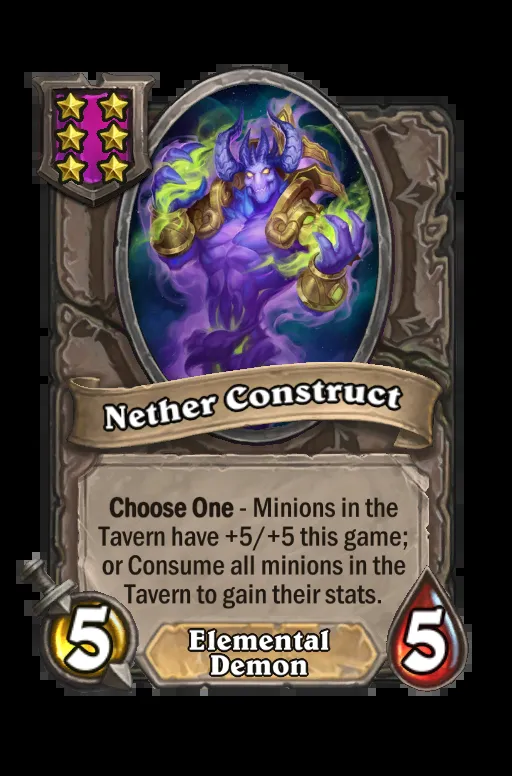 Nether Construct
Choose One - Minions in the
Tavern have +5/+5 this game;
or Consume all minions in the
Tavern to gain their stats.
5
Elemental
Demon
5